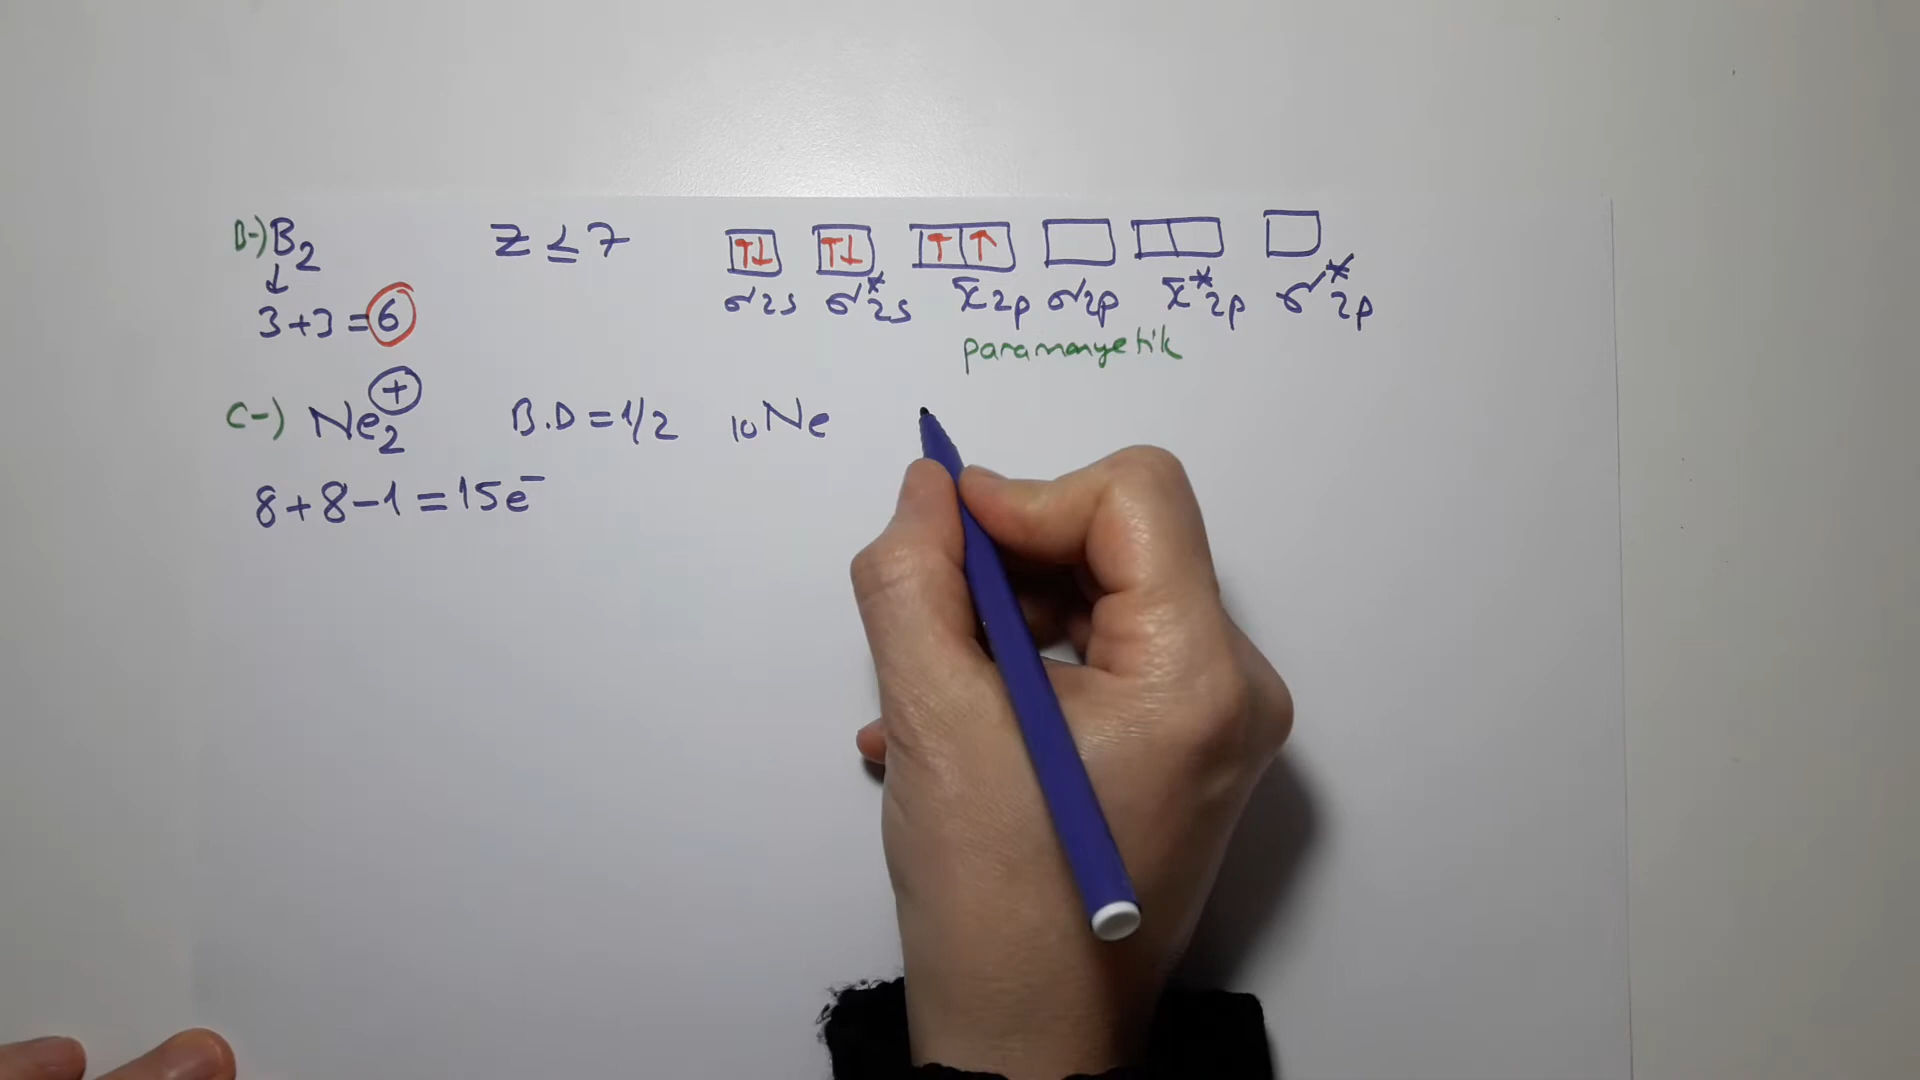 B-) B₂ Z ≤ 7 ↑↓ ↑↓ ↑ ↑
↓ σ2s σ*2s π2p σ2p π*2p σ*2p
3+3=6
paramanyetik
C-) Ne₂⁺ B.D=1/2 ₁₀Ne
8+8-1=15e⁻